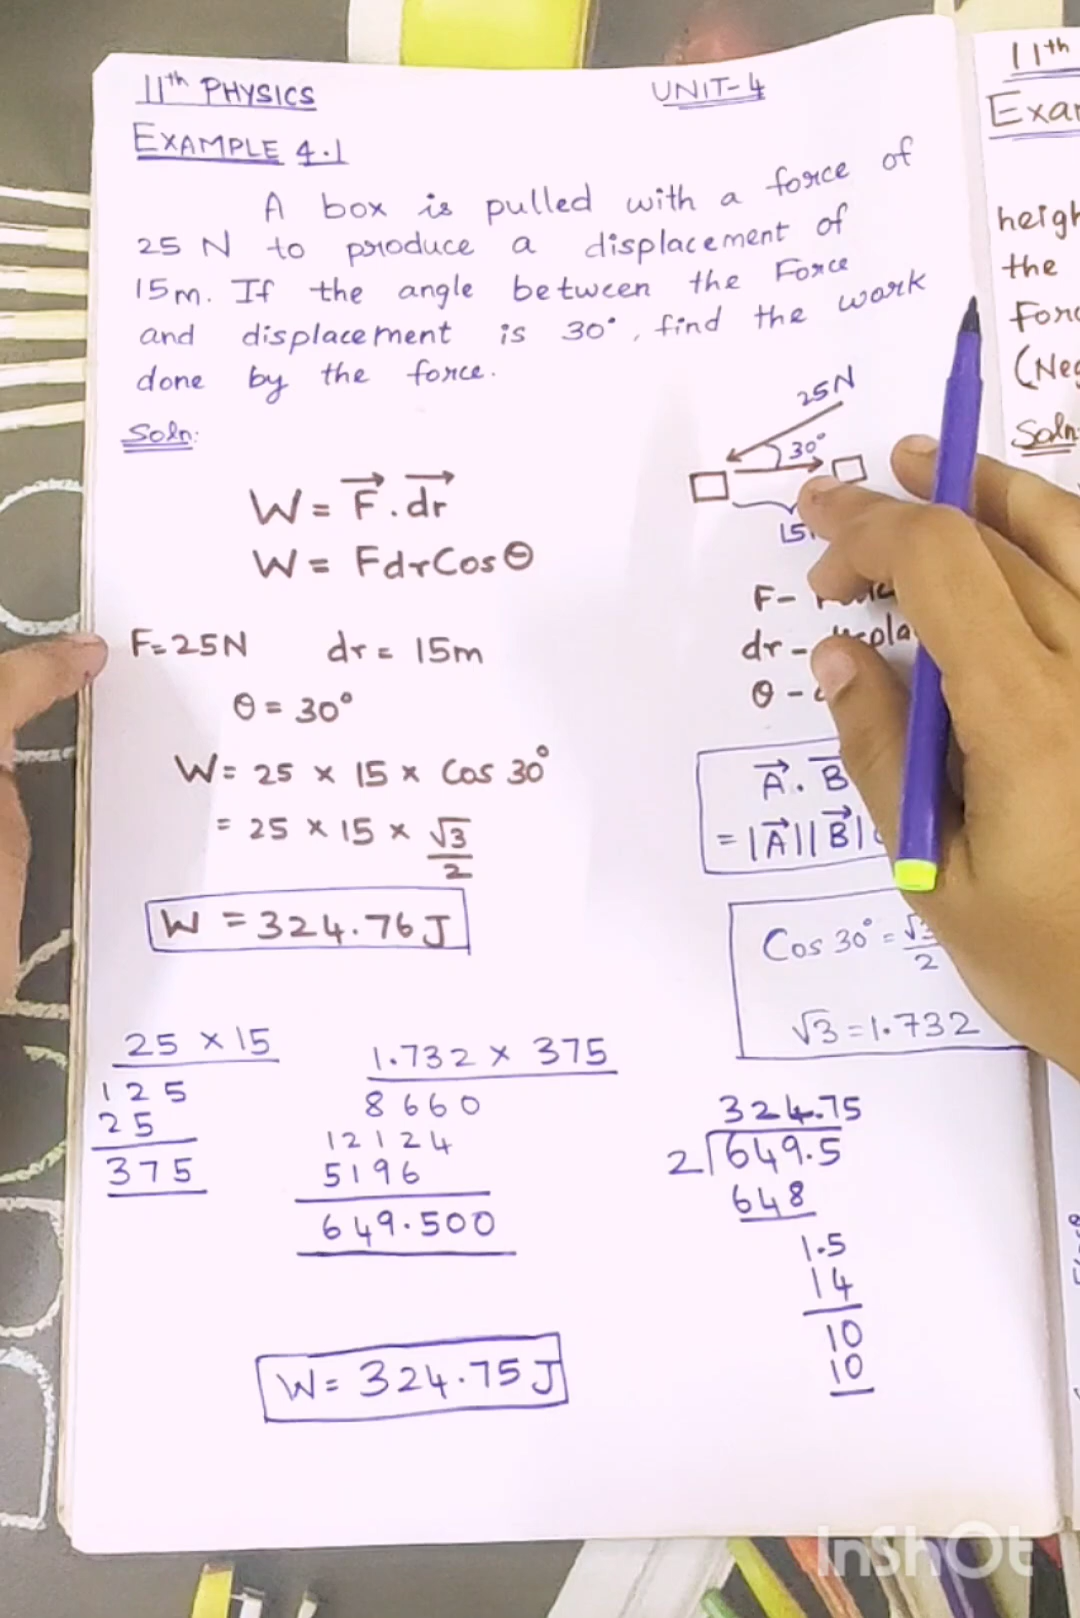 11th PHYSICS
UNIT-4
EXAMPLE 4.1
A box is pulled with a force of
25 N to produce a displacement of
15m. If the angle between the Force
and displacement is 30°, find the work
done by the force.
Soln:
25N
30°
W = F⃗ . dr⃗
W = FdrCosθ
F=25N dr = 15m
θ = 30°
W= 25 × 15 × Cos 30°
= 25 × 15 × √3/2
W = 324.76J
F-
dr -
θ -
A⃗ . B
= |A⃗||B⃗|
Cos 30° = √3/2
√3 = 1.732
25 × 15
125
25
375
1.732 × 375
8660
12124
5196
649.500
324.75
2)649.5
648
1.5
14
10
10
W= 324.75J
11th
Exa
heigh
the
Forc
(Neg
Soln
InShOt